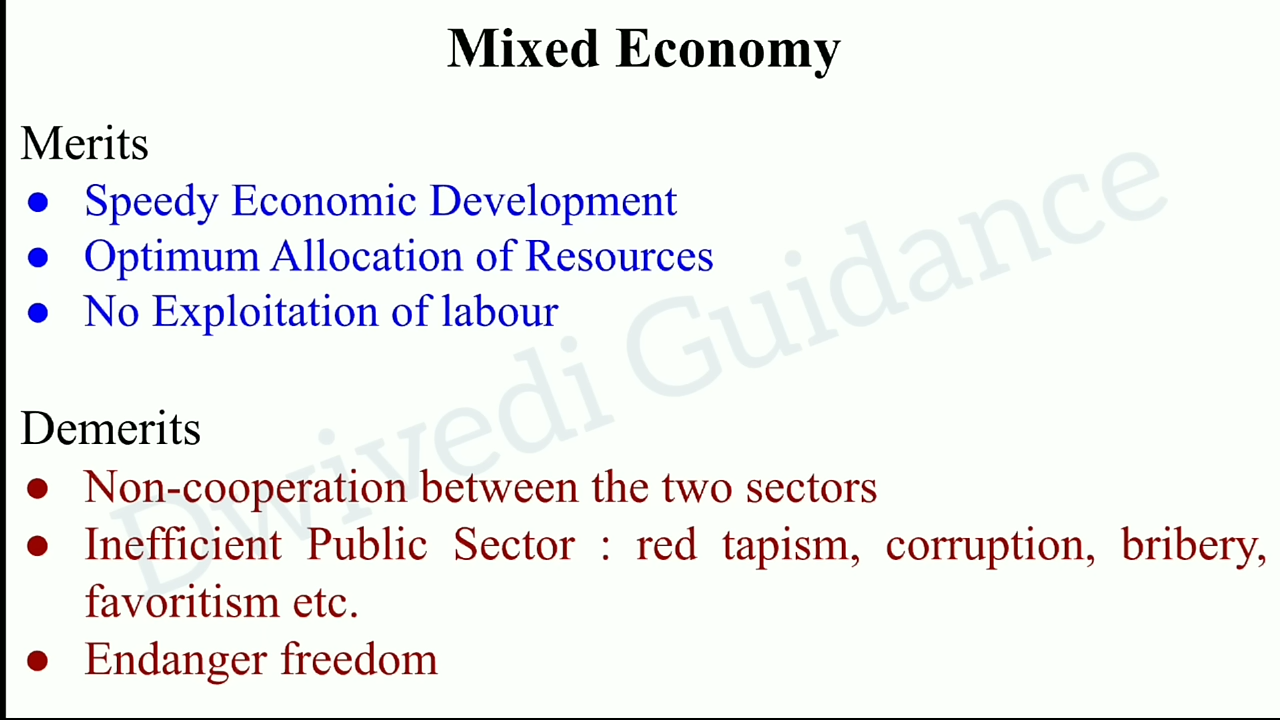 Mixed Economy
Merits
● Speedy Economic Development
● Optimum Allocation of Resources
● No Exploitation of labour
Demerits
● Non-cooperation between the two sectors
● Inefficient Public Sector : red tapism, corruption, bribery,
favoritism etc.
● Endanger freedom
Dwivedi Guidance